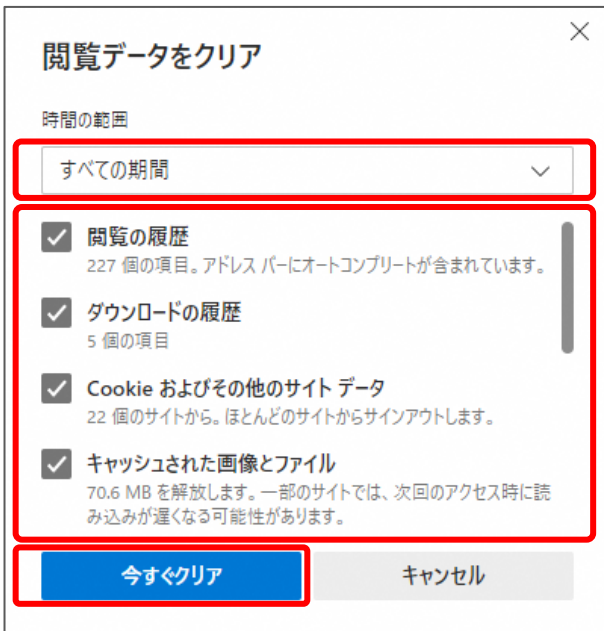 閲覧データをクリア
時間の範囲
すべての期間
閲覧の履歴
227 個の項目。アドレス バーにオートコンプリートが含まれています。
ダウンロードの履歴
5 個の項目
Cookie およびその他のサイト データ
22 個のサイトから。ほとんどのサイトからサインアウトします。
キャッシュされた画像とファイル
70.6 MB を解放します。一部のサイトでは、次回のアクセス時に読
み込みが遅くなる可能性があります。
今すぐクリア
キャンセル